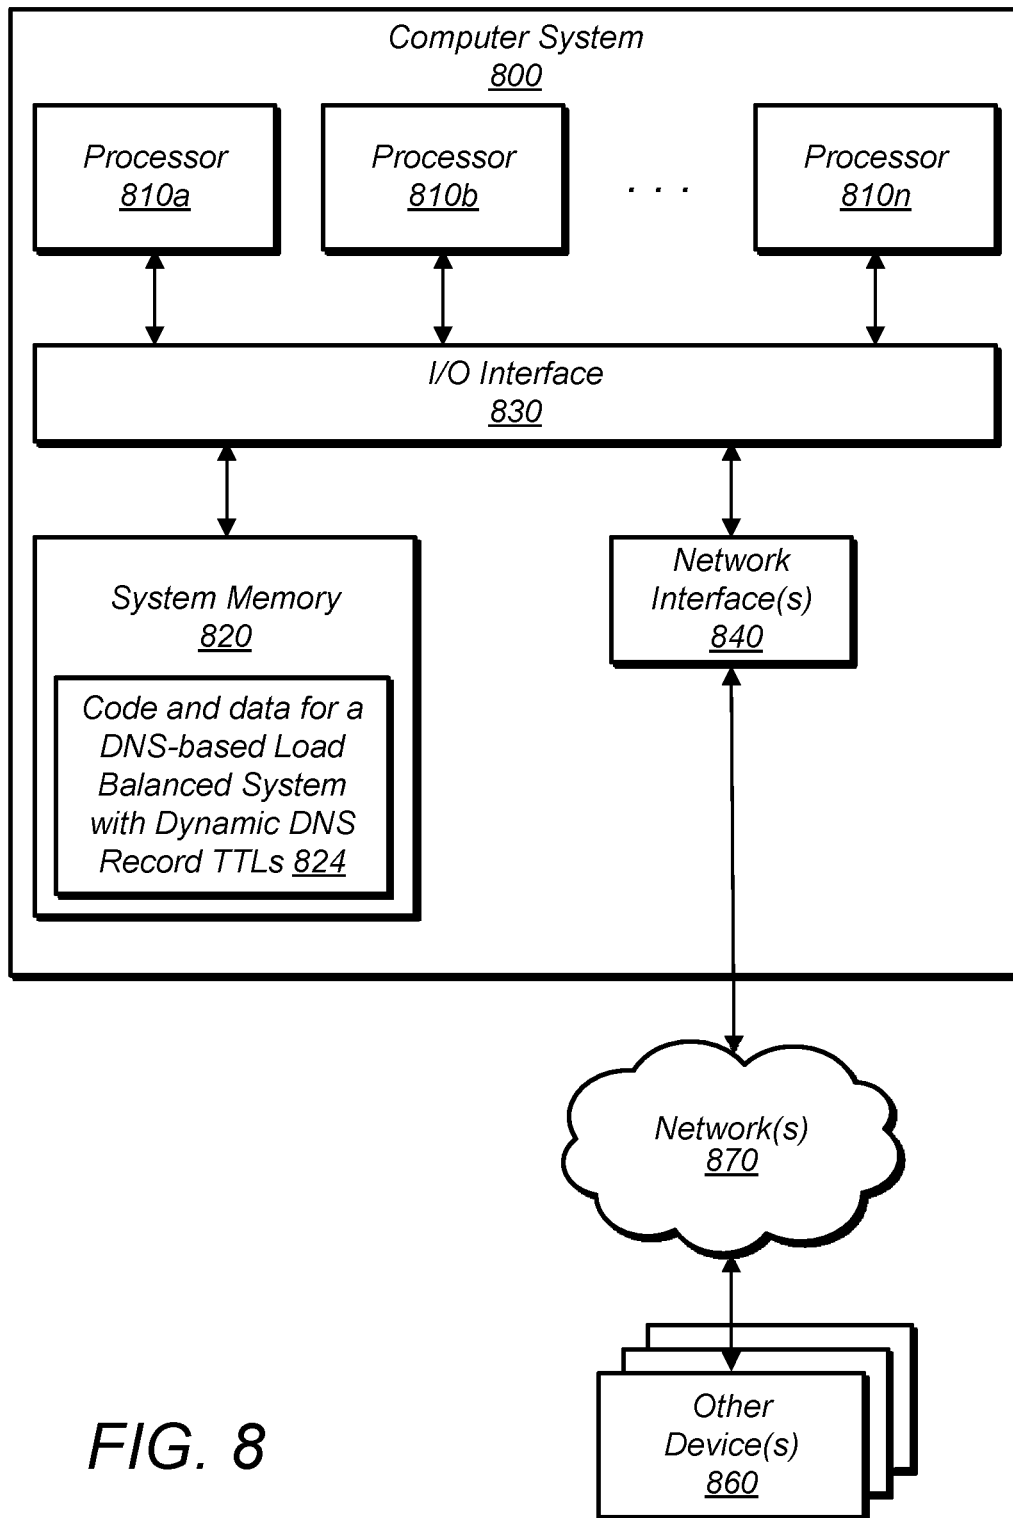 Computer System
800
Processor
810a
Processor
810b
. . .
Processor
810n
I/O Interface
830
System Memory
820
Code and data for a
DNS-based Load
Balanced System
with Dynamic DNS
Record TTLs 824
Network
Interface(s)
840
Network(s)
870
Other
Device(s)
860
FIG. 8